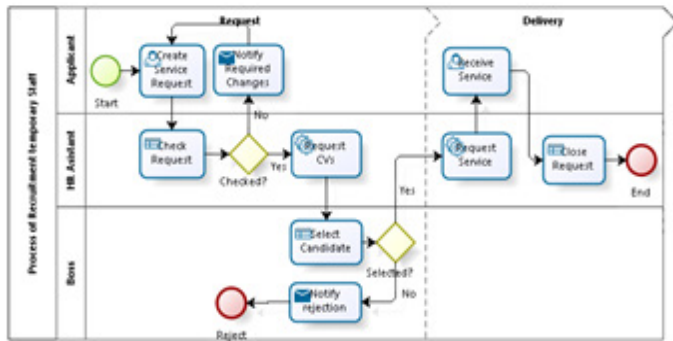 Process of Recruitment temporary Staff
Request
Delivery
Applicant
Start
Create
Service
Request
Notify
Required
Changes
Receive
Service
No
HR Asistant
Check
Request
Checked?
Yes
Request
CVs
Yes
Request
Service
Close
Request
End
Boss
Select
Candidate
Selected?
No
Notify
rejection
Reject